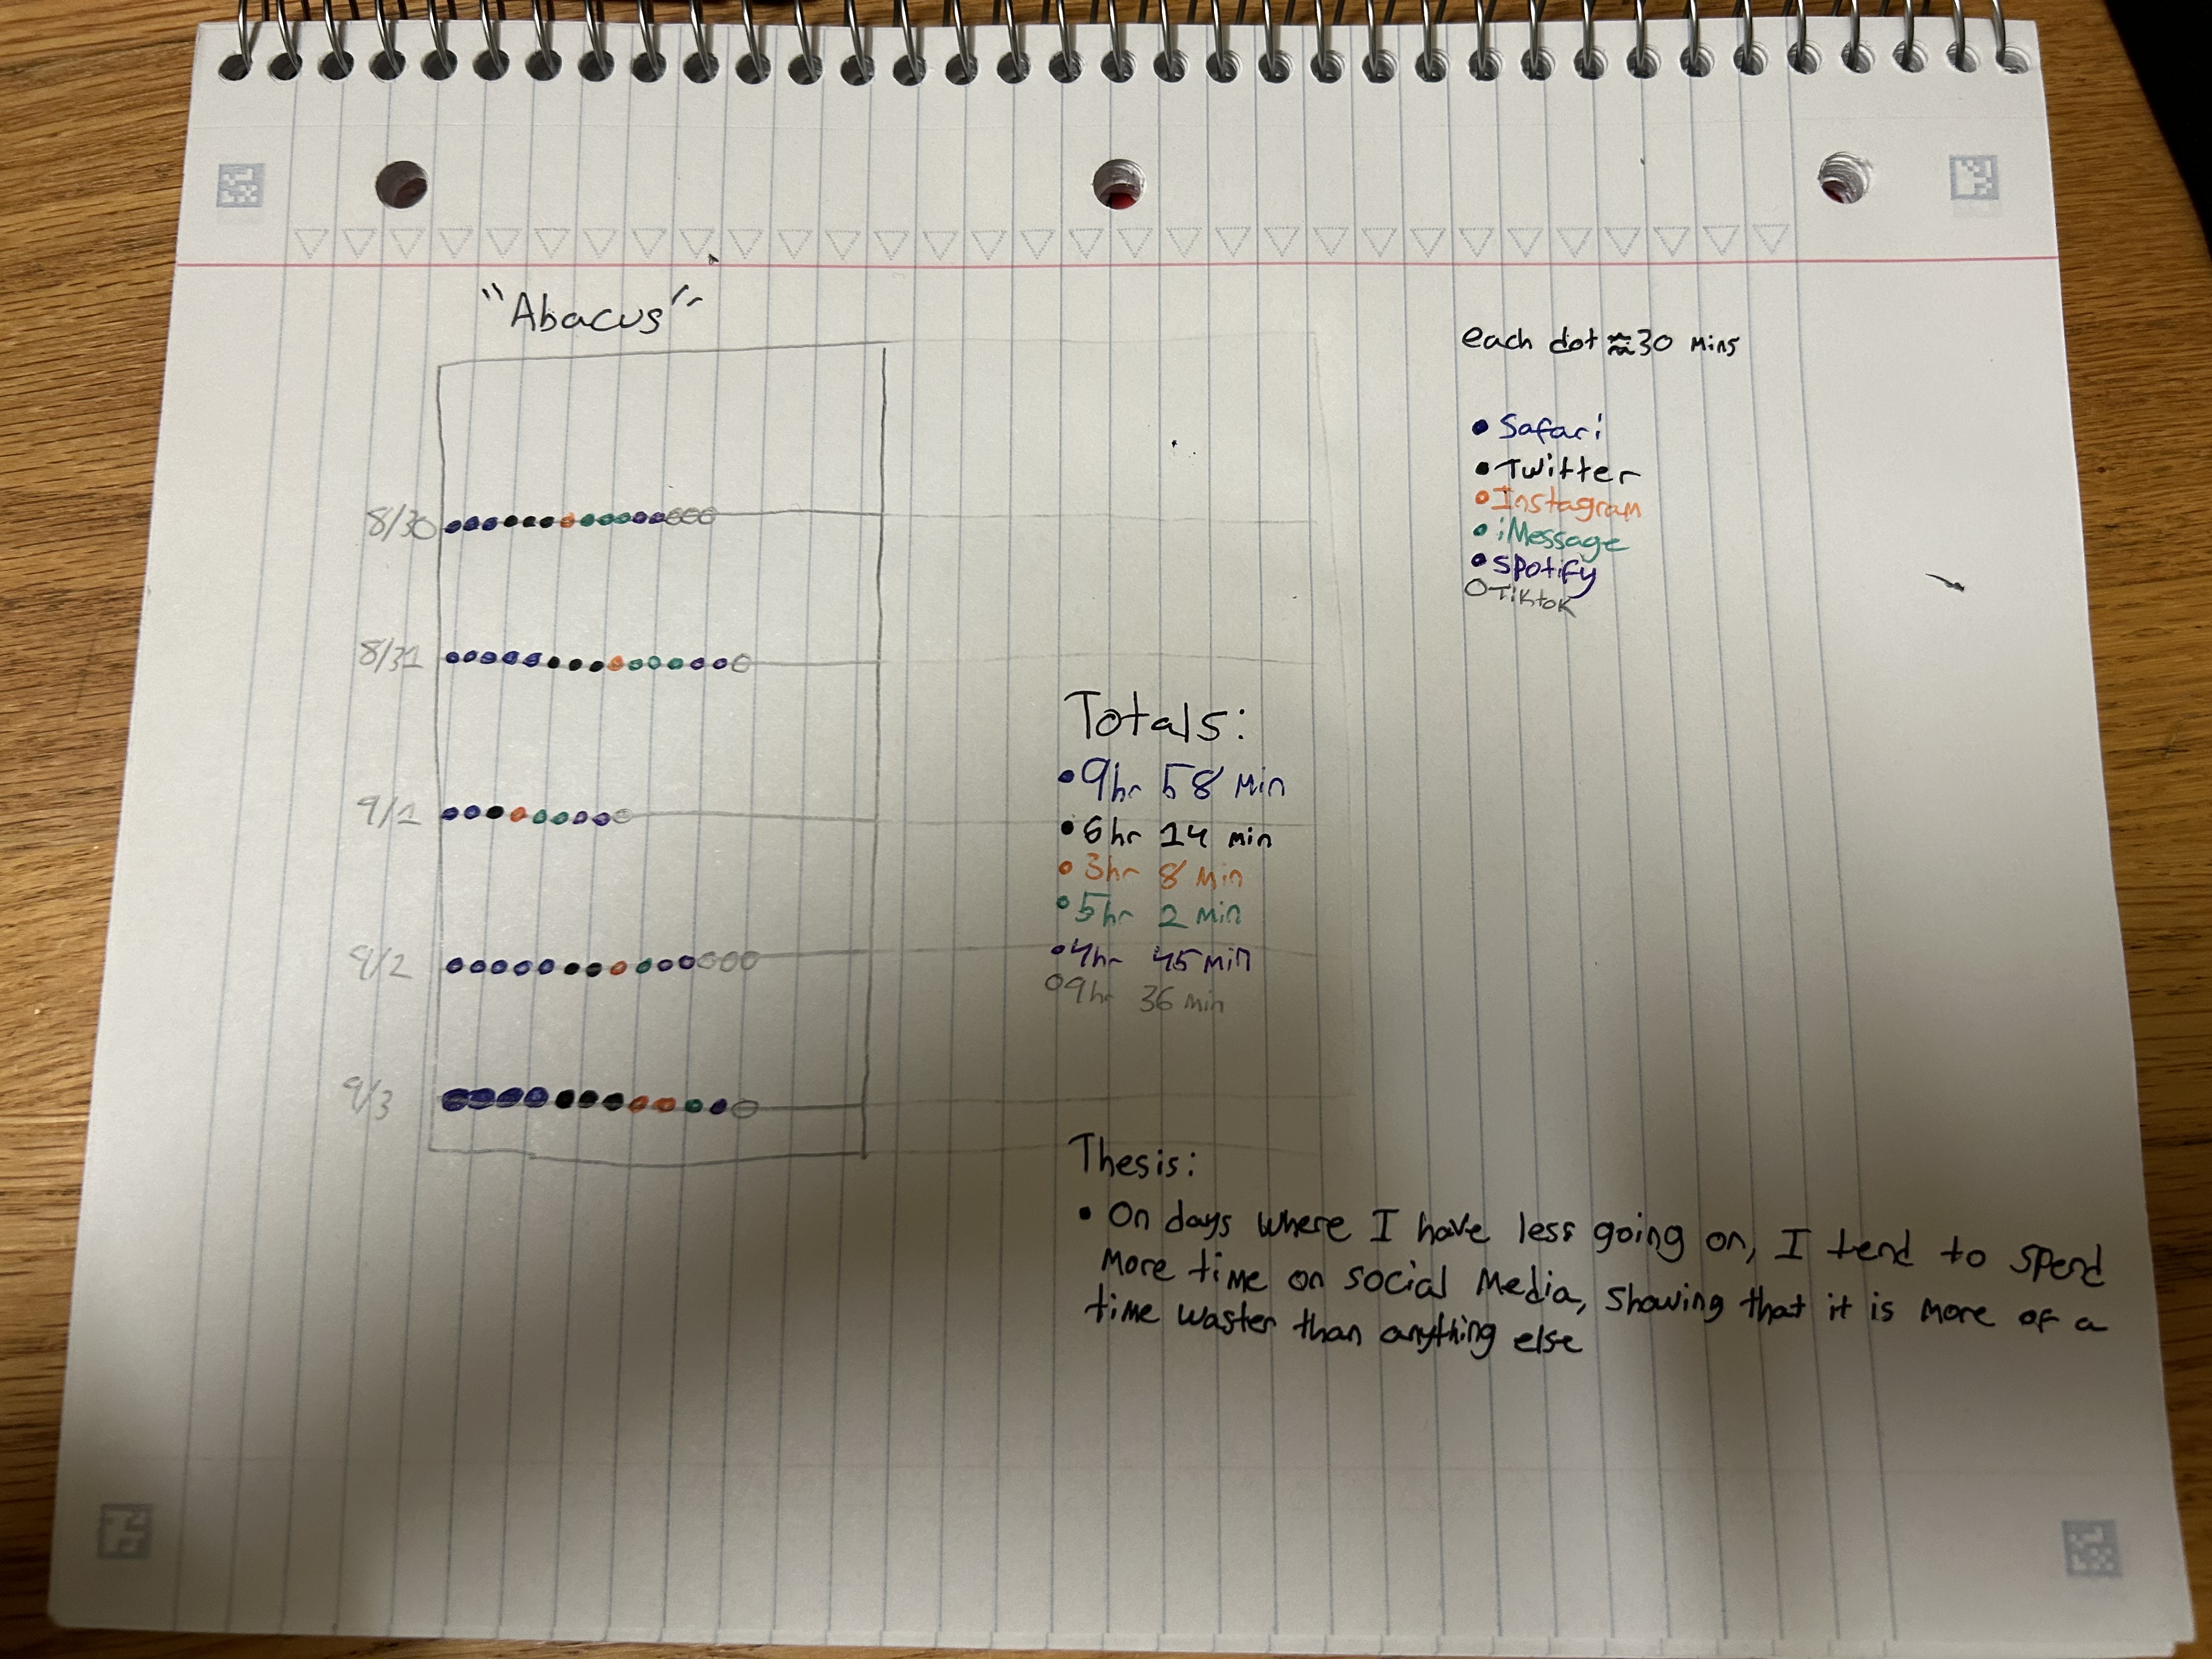 "Abacus"
each dot ≈ 30 mins
Safari
Twitter
Instagram
iMessage
Spotify
Tiktok
8/30
8/31
9/1
9/2
9/3
Totals:
9hr 58 min
6hr 14 min
3hr 8 min
5hr 2 min
4hr 45 min
9hr 36 min
Thesis:
• On days where I have less going on, I tend to spend
more time on social media, showing that it is more of a
time waster than anything else